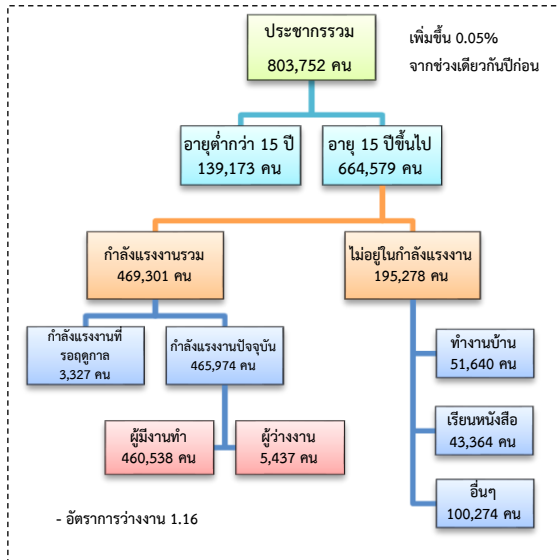 ประชากรรวม
803,752 คน
เพิ่มขึ้น 0.05%
จากช่วงเดียวกันปีก่อน
อายุต่ำกว่า 15 ปี
139,173 คน
อายุ 15 ปีขึ้นไป
664,579 คน
กำลังแรงงานรวม
469,301 คน
ไม่อยู่ในกำลังแรงงาน
195,278 คน
กำลังแรงงานที่
รอฤดูกาล
3,327 คน
กำลังแรงงานปัจจุบัน
465,974 คน
ทำงานบ้าน
51,640 คน
ผู้มีงานทำ
460,538 คน
ผู้ว่างงาน
5,437 คน
เรียนหนังสือ
43,364 คน
อื่นๆ
100,274 คน
- อัตราการว่างงาน 1.16